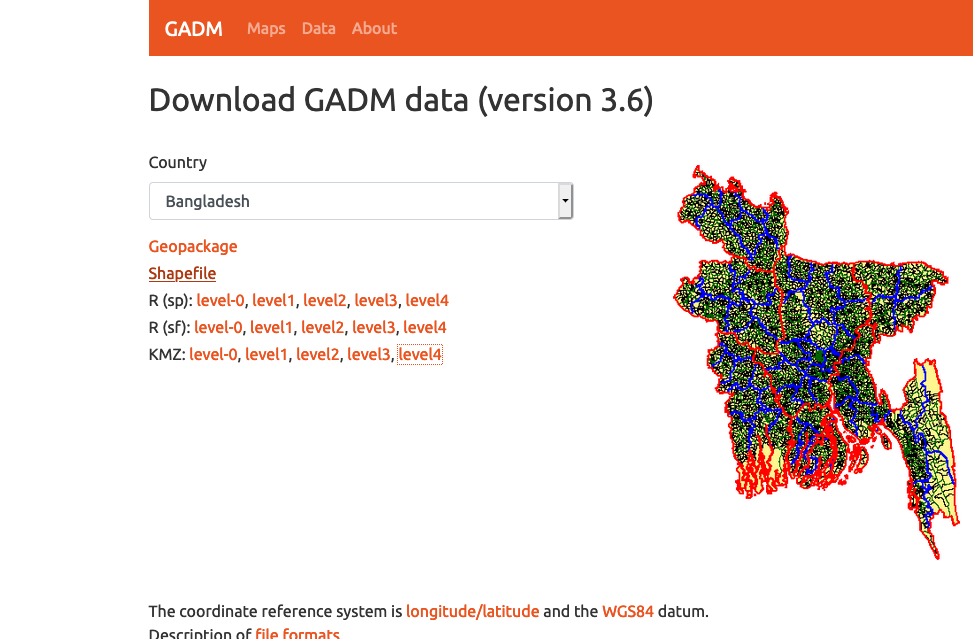 GADM Maps Data About
Download GADM data (version 3.6)
Country
Bangladesh
Geopackage
Shapefile
R (sp): level-0, level1, level2, level3, level4
R (sf): level-0, level1, level2, level3, level4
KMZ: level-0, level1, level2, level3, level4
The coordinate reference system is longitude/latitude and the WGS84 datum.
Description of file formats